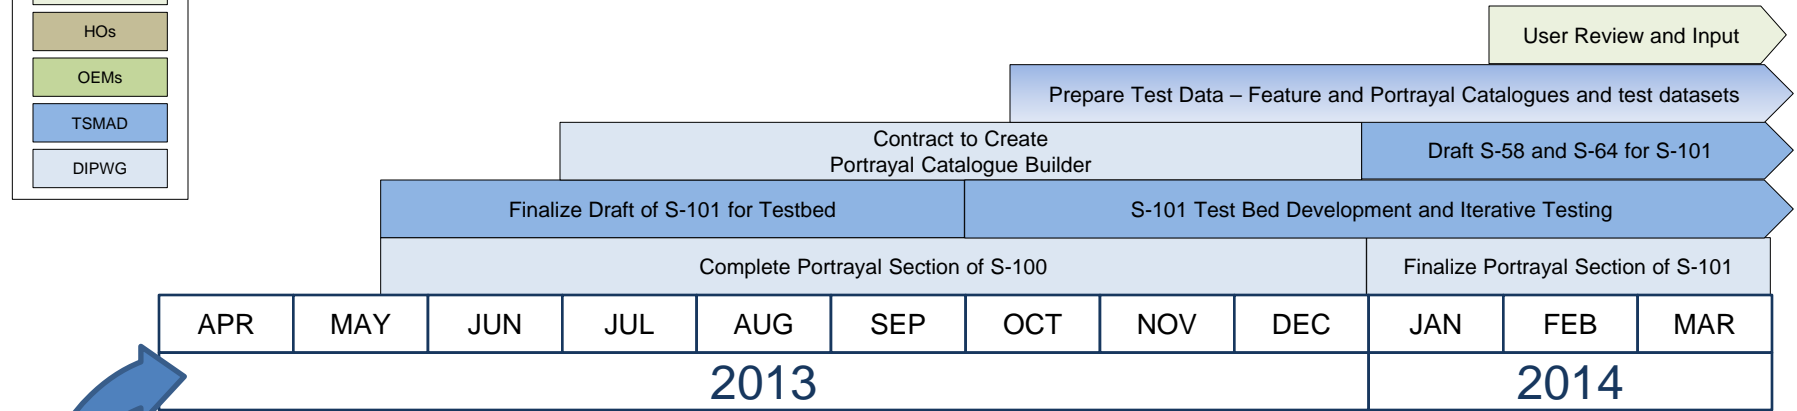 HOs
OEMs
TSMAD
DIPWG
User Review and Input
Prepare Test Data – Feature and Portrayal Catalogues and test datasets
Contract to Create
Portrayal Catalogue Builder
Draft S-58 and S-64 for S-101
Finalize Draft of S-101 for Testbed
S-101 Test Bed Development and Iterative Testing
Complete Portrayal Section of S-100
Finalize Portrayal Section of S-101
APR MAY JUN JUL AUG SEP OCT NOV DEC JAN FEB MAR
2013 2014